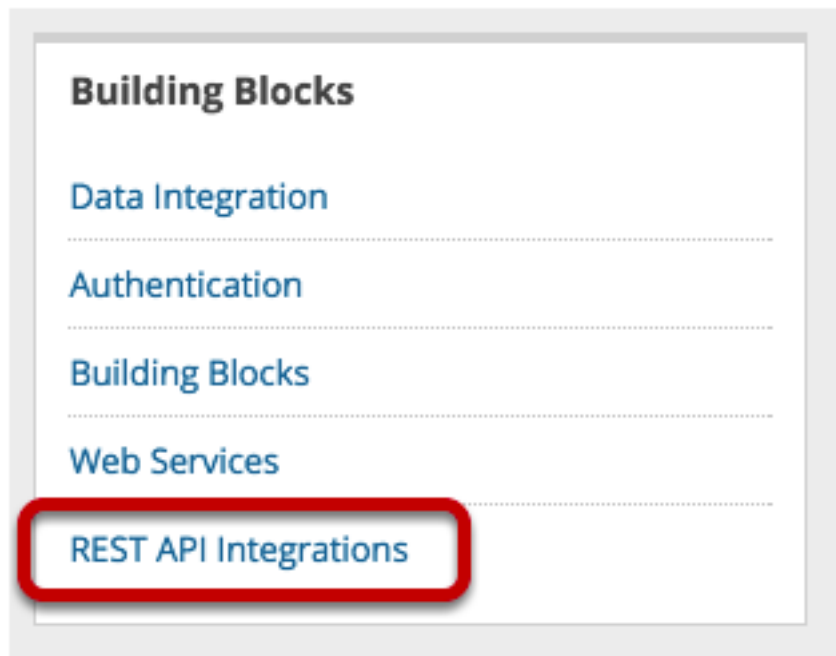 Building Blocks
Data Integration
Authentication
Building Blocks
Web Services
REST API Integrations